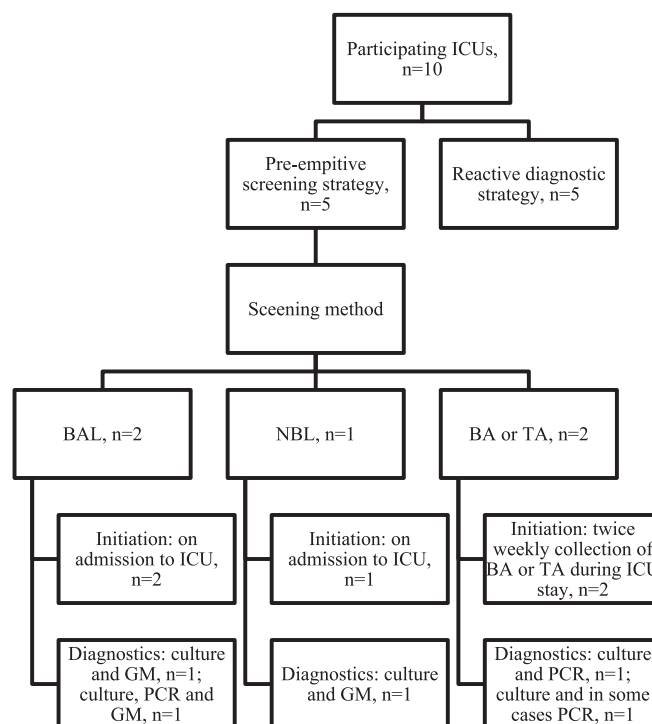 Participating ICUs,
n=10
Pre-empitive
screening strategy,
n=5
Reactive diagnostic
strategy, n=5
Sceening method
BAL, n=2
NBL, n=1
BA or TA, n=2
Initiation: on
admission to ICU,
n=2
Initiation: on
admission to ICU,
n=1
Initiation: twice
weekly collection of
BA or TA during ICU
stay, n=2
Diagnostics: culture
and GM, n=1;
culture, PCR and
GM, n=1
Diagnostics: culture
and GM, n=1
Diagnostics: culture
and PCR, n=1;
culture and in some
cases PCR, n=1